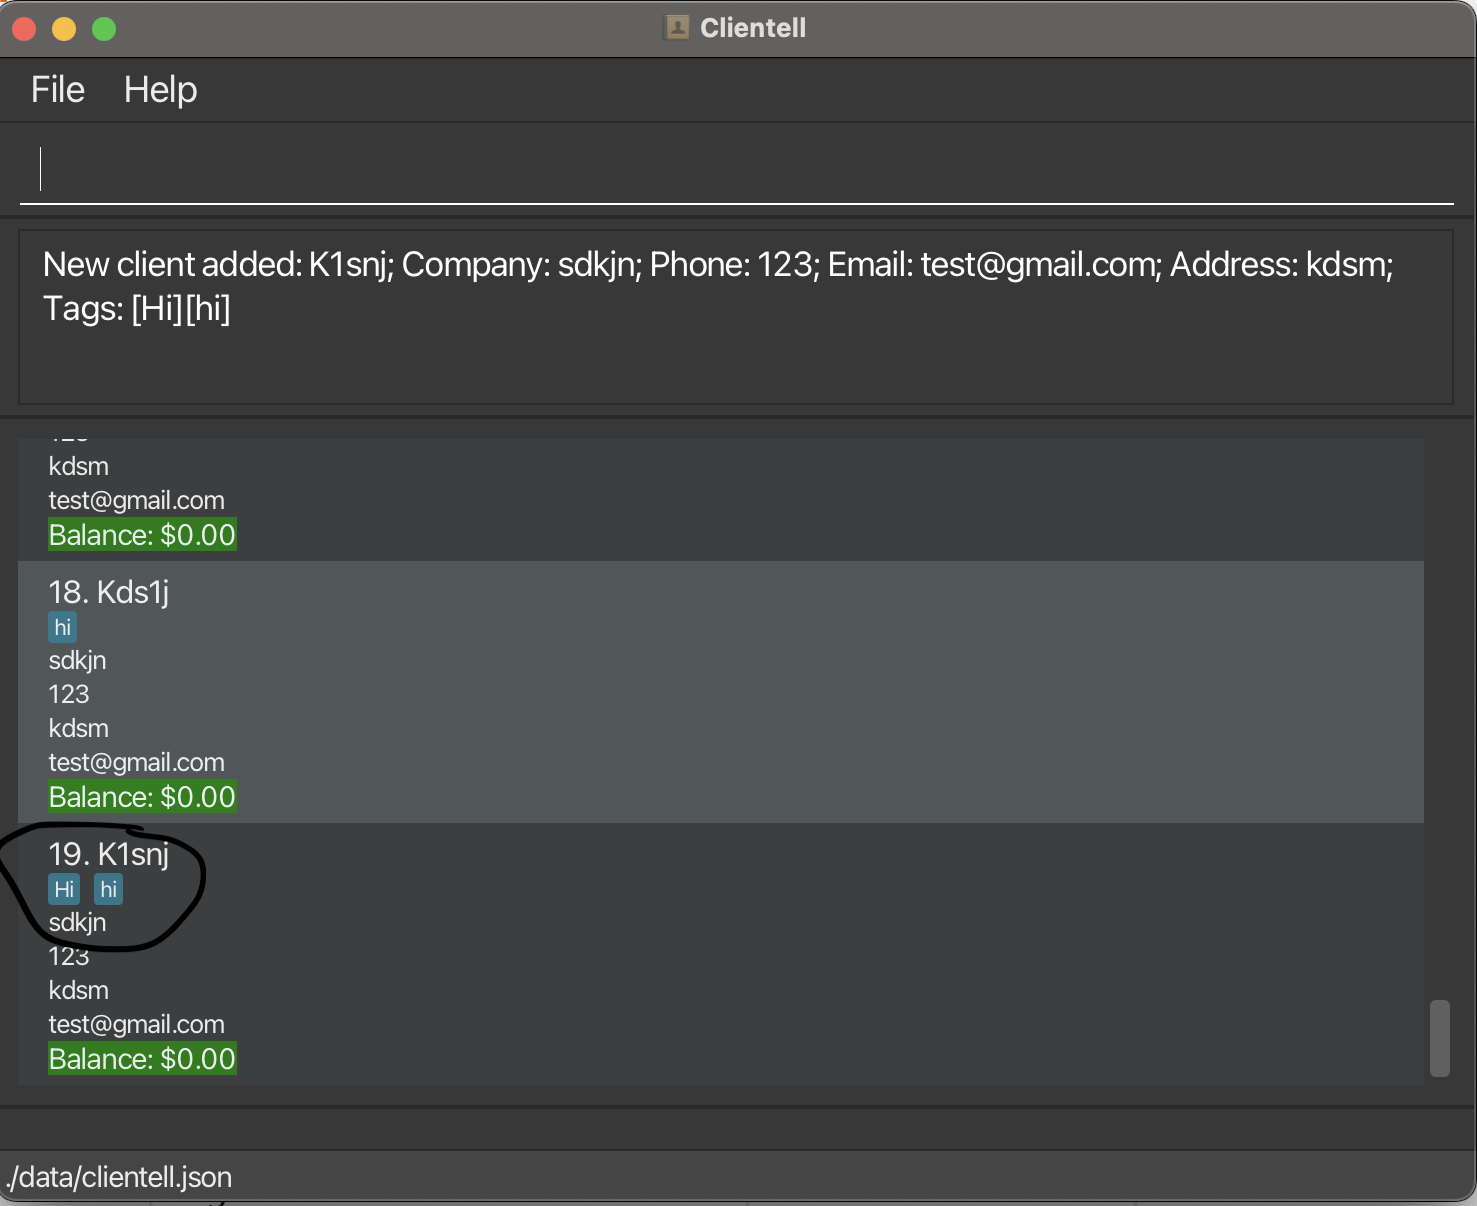 Clientell
File Help
New client added: K1snj; Company: sdkjn; Phone: 123; Email: test@gmail.com; Address: kdsm;
Tags: [Hi][hi]
kdsm
test@gmail.com
Balance: $0.00
18. Kds1j
hi
sdkjn
123
kdsm
test@gmail.com
Balance: $0.00
19. K1snj
Hi hi
sdkjn
123
kdsm
test@gmail.com
Balance: $0.00
./data/clientell.json